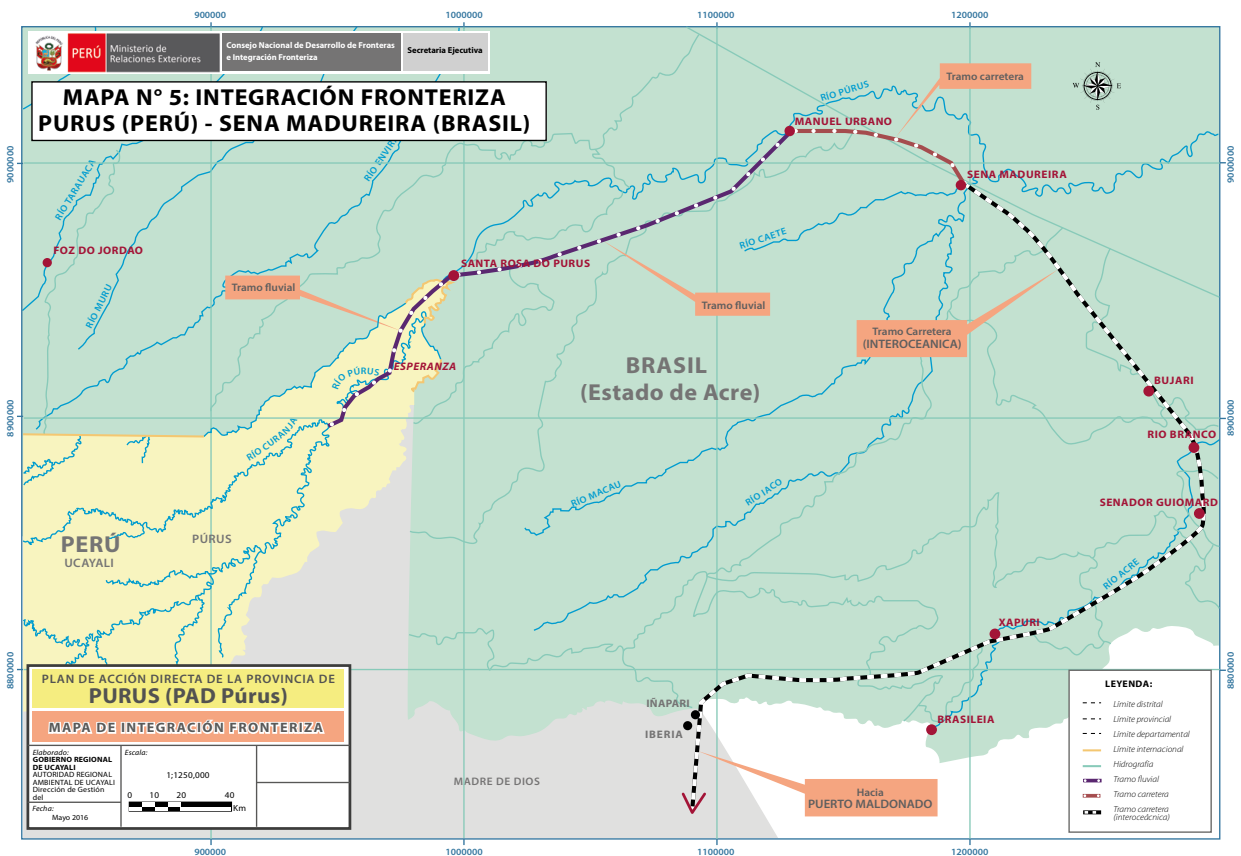 900000
1000000
1100000
1200000
PERÚ
Ministerio de
Relaciones Exteriores
Consejo Nacional de Desarrollo de Fronteras
e Integración Fronteriza
Secretaria Ejecutiva
MAPA N° 5: INTEGRACIÓN FRONTERIZA
PURUS (PERÚ) - SENA MADUREIRA (BRASIL)
Tramo carretera
N
W
E
S
RÍO PÚRUS
MANUEL URBANO
9000000
9000000
RÍO TARAUACA
RÍO ENVIR
SENA MADUREIRA
FOZ DO JORDAO
RÍO CAETE
SANTA ROSA DO PURUS
Tramo fluvial
RÍO MURU
Tramo fluvial
Tramo Carretera
(INTEROCEANICA)
BRASIL
(Estado de Acre)
ESPERANZA
RÍO PÚRUS
BUJARI
8900000
8900000
RÍO CURANJA
RIO BRANCO
RÍO MACAU
RÍO IACO
SENADOR GUIOMARD
PERÚ
UCAYALI
PÚRUS
RÍO ACRE
XAPURI
8800000
8800000
PLAN DE ACCIÓN DIRECTA DE LA PROVINCIA DE
PURUS (PAD Púrus)
MAPA DE INTEGRACIÓN FRONTERIZA
Elaborado:
GOBIERNO REGIONAL
DE UCAYALI
AUTORIDAD REGIONAL
AMBIENTAL DE UCAYALI
Dirección de Gestión
del
Fecha:
Mayo 2016
Escala:
1;1250,000
0 10 20 40
Km
IÑAPARI
IBERIA
BRASILEIA
MADRE DE DIOS
Hacia
PUERTO MALDONADO
LEYENDA:
Límite distrital
Límite provincial
Límite departamental
Límite internacional
Hidrografía
Tramo fluvial
Tramo carretera
Tramo carretera
(interoceácnica)
900000
1000000
1100000
1200000